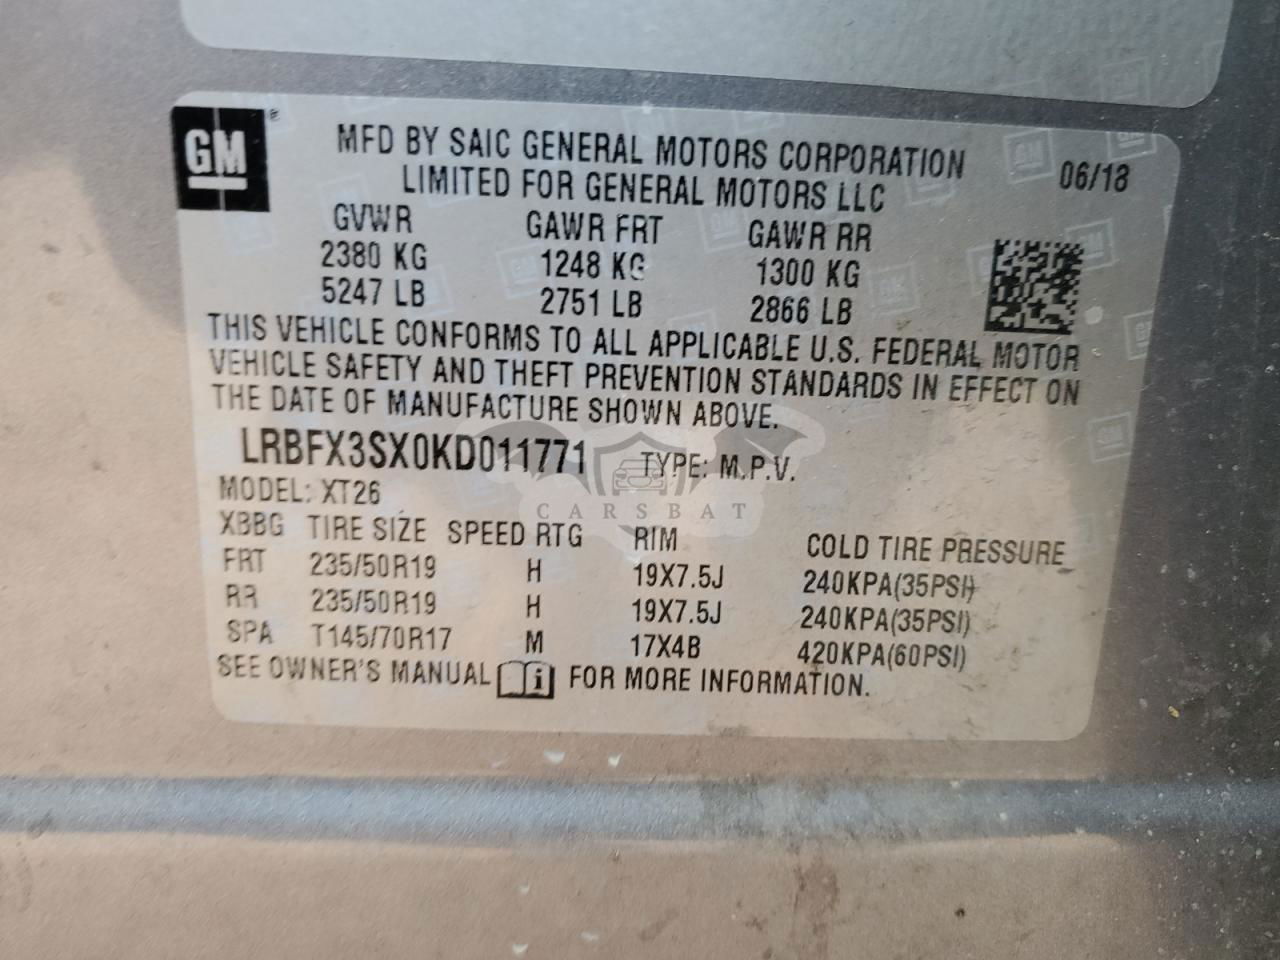 GM ®
MFD BY SAIC GENERAL MOTORS CORPORATION
LIMITED FOR GENERAL MOTORS LLC
06/18
GVWR GAWR FRT GAWR RR
2380 KG 1248 KG 1300 KG
5247 LB 2751 LB 2866 LB
THIS VEHICLE CONFORMS TO ALL APPLICABLE U.S. FEDERAL MOTOR
VEHICLE SAFETY AND THEFT PREVENTION STANDARDS IN EFFECT ON
THE DATE OF MANUFACTURE SHOWN ABOVE.
LRBFX3SX0KD011771 TYPE: M.P.V.
MODEL: XT26
CARSBAT
XBBG TIRE SIZE SPEED RTG RIM COLD TIRE PRESSURE
FRT 235/50R19 H 19X7.5J 240KPA(35PSI)
RR 235/50R19 H 19X7.5J 240KPA(35PSI)
SPA T145/70R17 M 17X4B 420KPA(60PSI)
SEE OWNER'S MANUAL i FOR MORE INFORMATION.